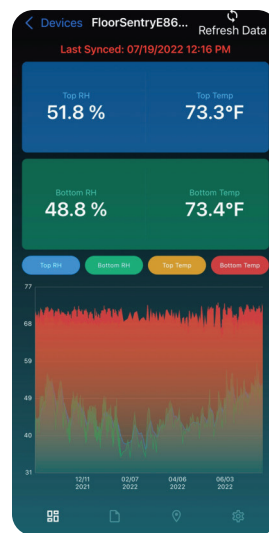 Devices FloorSentryE86... Refresh Data
Last Synced: 07/19/2022 12:16 PM
Top RH Top Temp
51.8 % 73.3°F
Bottom RH Bottom Temp
48.8 % 73.4°F
Top RH Bottom RH Top Temp Bottom Temp
77
68
59
49
40
31
12/11 02/07 04/06 06/03
2021 2022 2022 2022